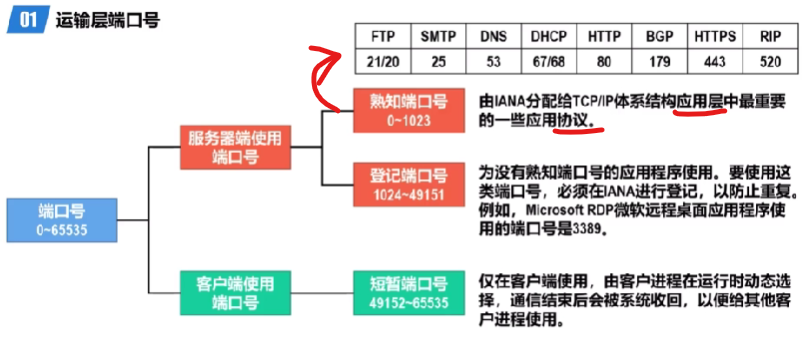 01 运输层端口号
FTP SMTP DNS DHCP HTTP BGP HTTPS RIP
21/20 25 53 67/68 80 179 443 520
熟知端口号
0~1023
由IANA分配给TCP/IP体系结构应用层中最重要
的一些应用协议。
服务器端使用
端口号
登记端口号
1024~49151
为没有熟知端口号的应用程序使用。要使用这
类端口号，必须在IANA进行登记，以防止重复。
例如，Microsoft RDP微软远程桌面应用程序使
用的端口号是3389。
端口号
0~65535
客户端使用
端口号
短暂端口号
49152~65535
仅在客户端使用，由客户进程在运行时动态选
择，通信结束后会被系统收回，以便给其他客
户进程使用。